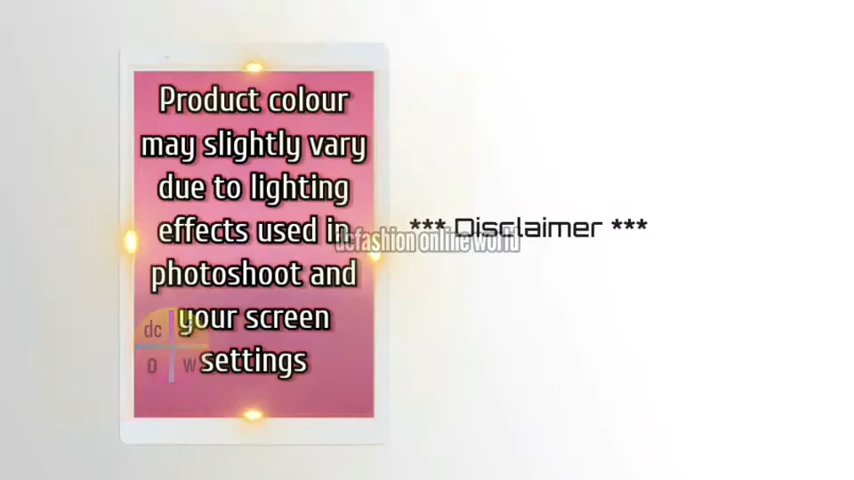 Product colour
may slightly vary
due to lighting
effects used in
photoshoot and
your screen
settings
*** Disclaimer ***
dcfashion online world
dc
o w